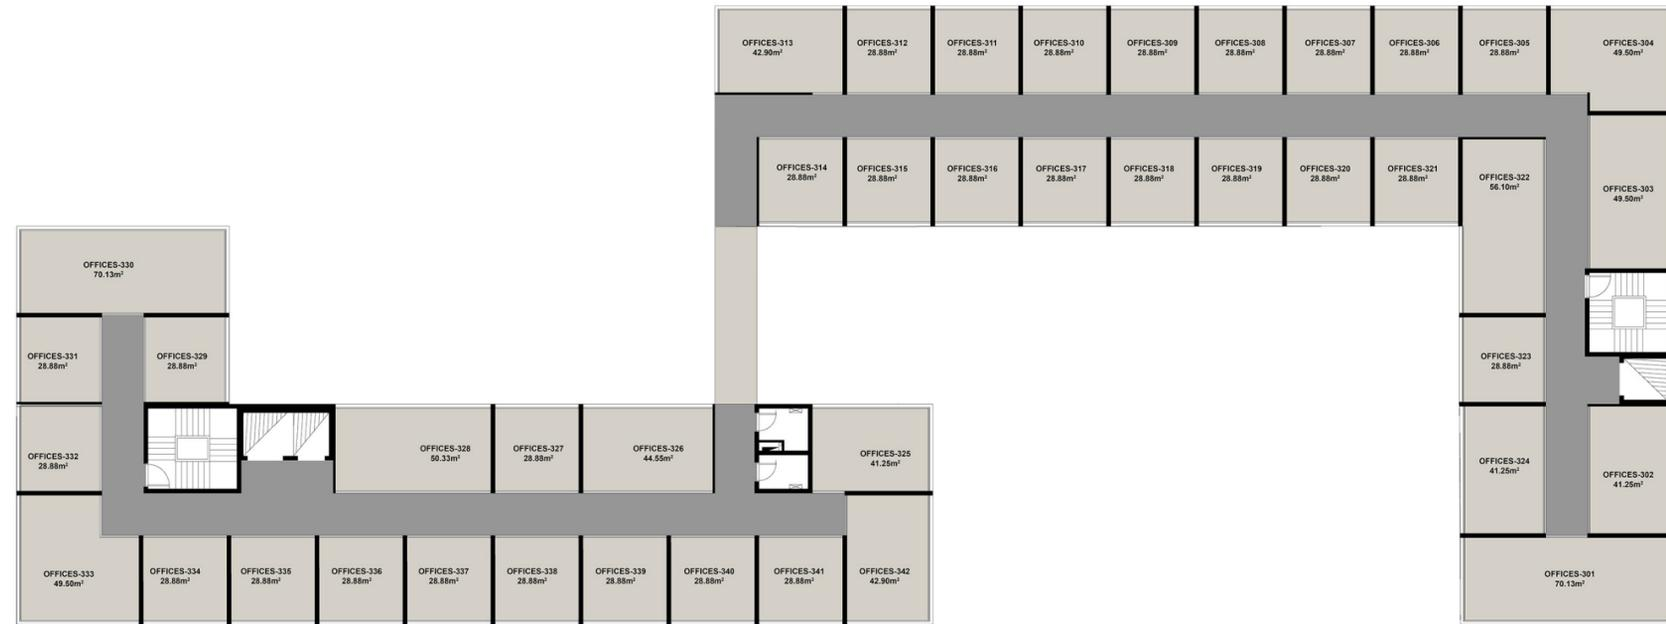 OFFICES-313
42.90m²
OFFICES-312
28.88m²
OFFICES-311
28.88m²
OFFICES-310
28.88m²
OFFICES-309
28.88m²
OFFICES-308
28.88m²
OFFICES-307
28.88m²
OFFICES-306
28.88m²
OFFICES-305
28.88m²
OFFICES-304
49.50m²
OFFICES-314
28.88m²
OFFICES-315
28.88m²
OFFICES-316
28.88m²
OFFICES-317
28.88m²
OFFICES-318
28.88m²
OFFICES-319
28.88m²
OFFICES-320
28.88m²
OFFICES-321
28.88m²
OFFICES-322
56.10m²
OFFICES-303
49.50m²
OFFICES-330
70.13m²
OFFICES-331
28.88m²
OFFICES-329
28.88m²
OFFICES-323
28.88m²
OFFICES-332
28.88m²
OFFICES-328
50.33m²
OFFICES-327
28.88m²
OFFICES-326
44.55m²
OFFICES-325
41.25m²
OFFICES-324
41.25m²
OFFICES-302
41.25m²
OFFICES-333
49.50m²
OFFICES-334
28.88m²
OFFICES-335
28.88m²
OFFICES-336
28.88m²
OFFICES-337
28.88m²
OFFICES-338
28.88m²
OFFICES-339
28.88m²
OFFICES-340
28.88m²
OFFICES-341
28.88m²
OFFICES-342
42.90m²
OFFICES-301
70.13m²